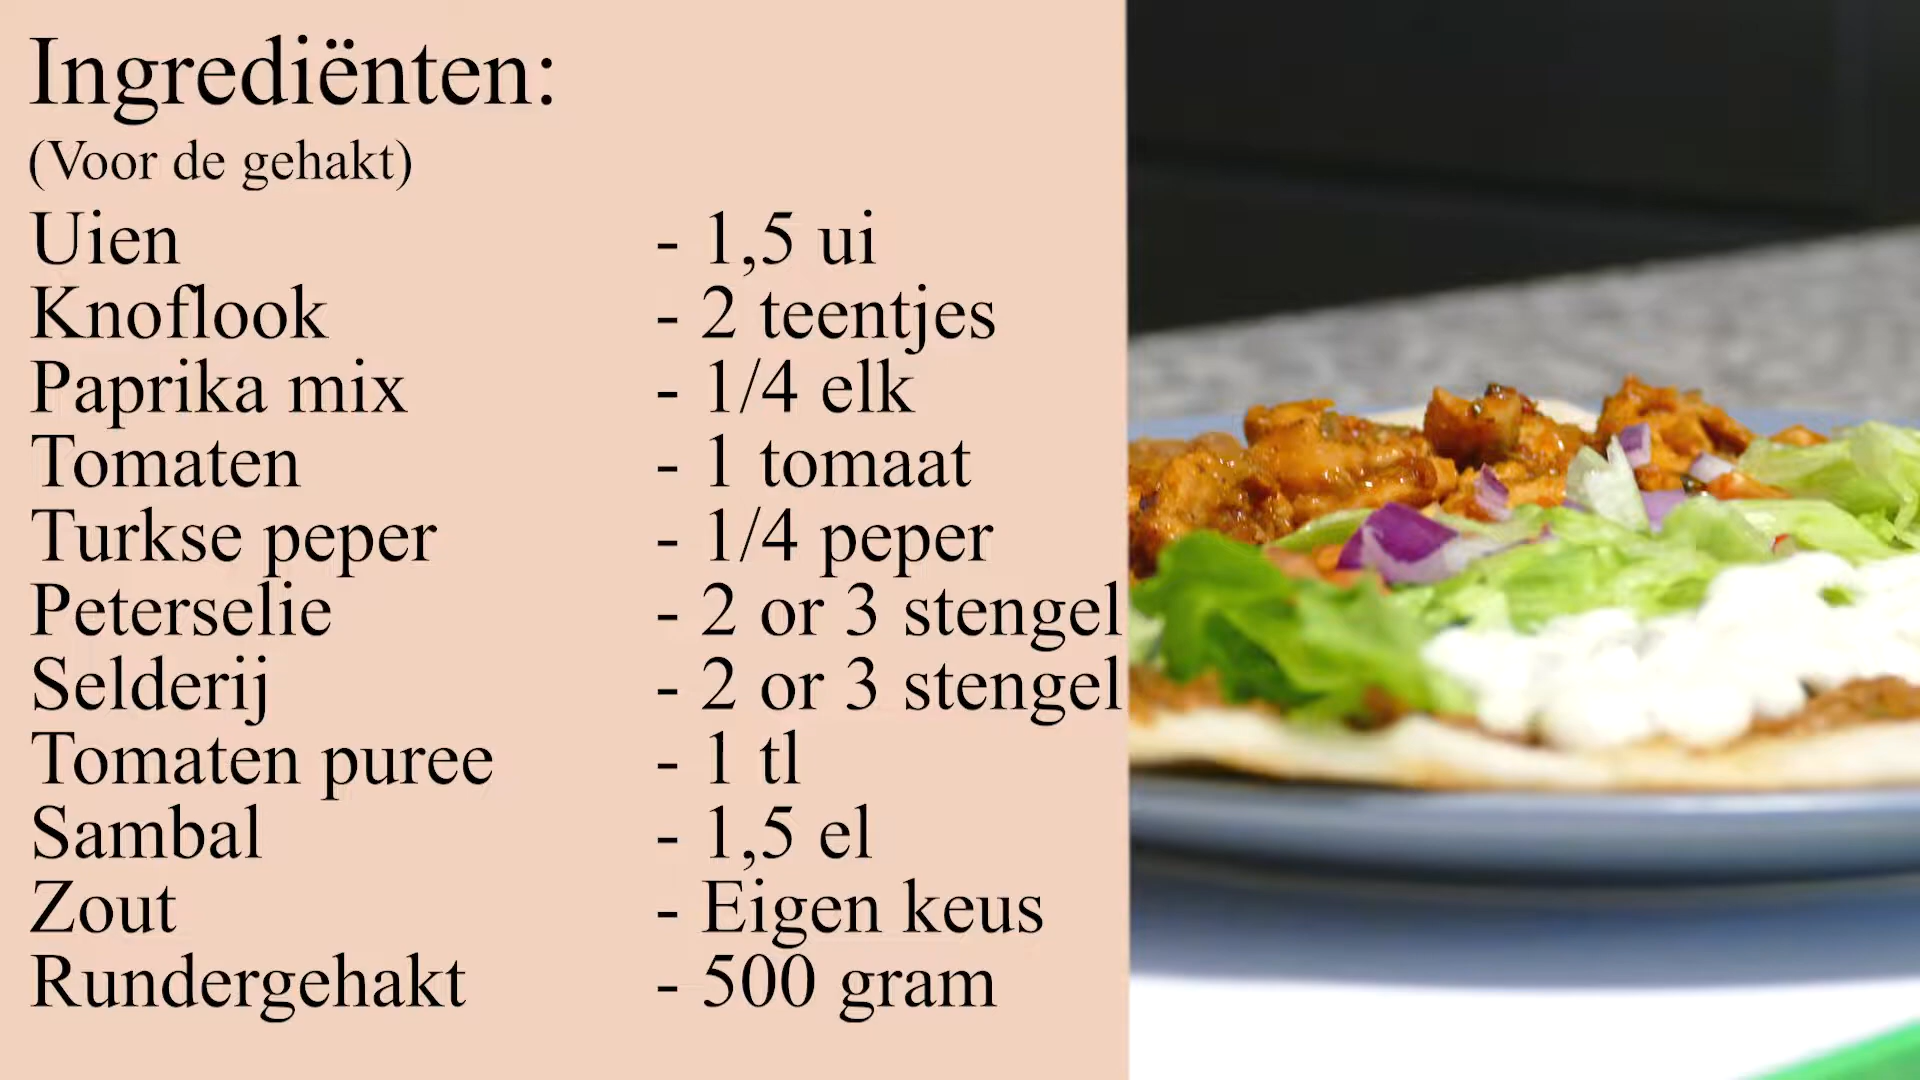 Ingrediënten:
(Voor de gehakt)
Uien - 1,5 ui
Knoflook - 2 teentjes
Paprika mix - 1/4 elk
Tomaten - 1 tomaat
Turkse peper - 1/4 peper
Peterselie - 2 or 3 stengel
Selderij - 2 or 3 stengel
Tomaten puree - 1 tl
Sambal - 1,5 el
Zout - Eigen keus
Rundergehakt - 500 gram